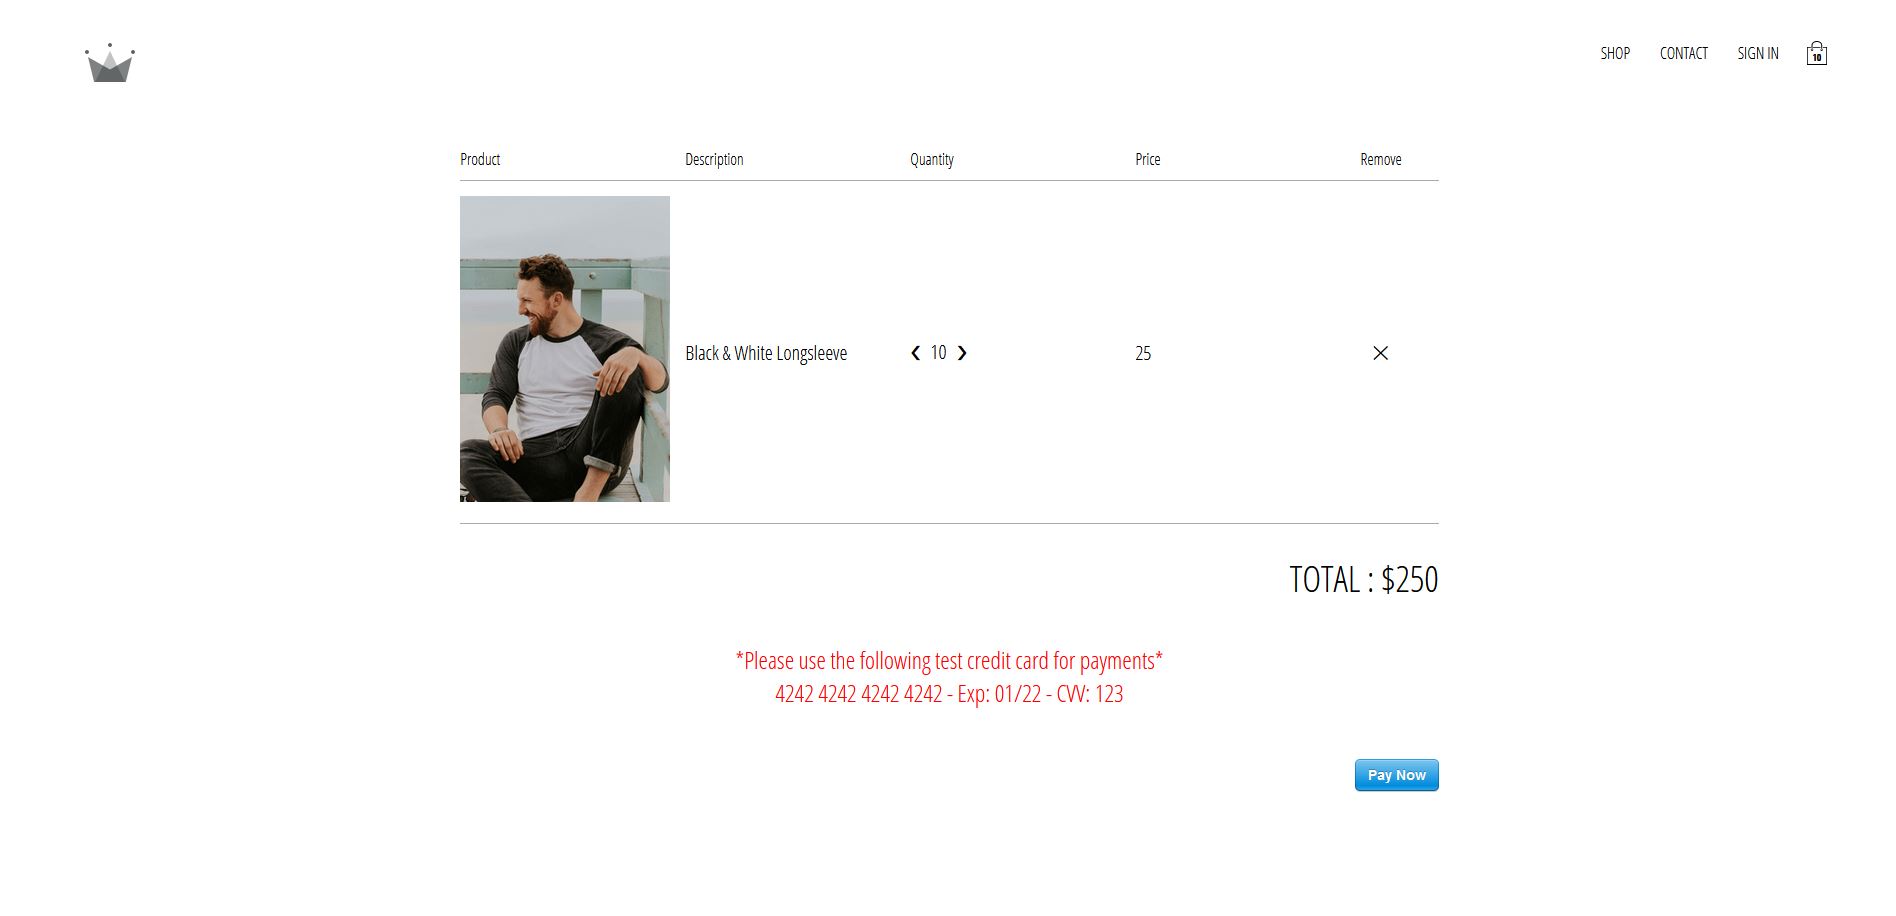 SHOP CONTACT SIGN IN 10
Product Description Quantity Price Remove
Black & White Longsleeve ❮ 10 ❯ 25 ✕
TOTAL : $250
*Please use the following test credit card for payments*
4242 4242 4242 4242 - Exp: 01/22 - CVV: 123
Pay Now